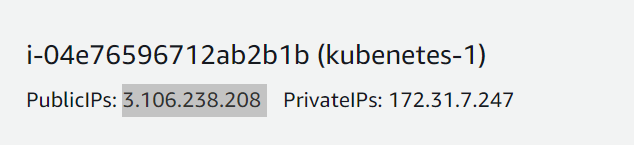 i-04e76596712ab2b1b (kubenetes-1)
PublicIPs: 3.106.238.208 PrivateIPs: 172.31.7.247